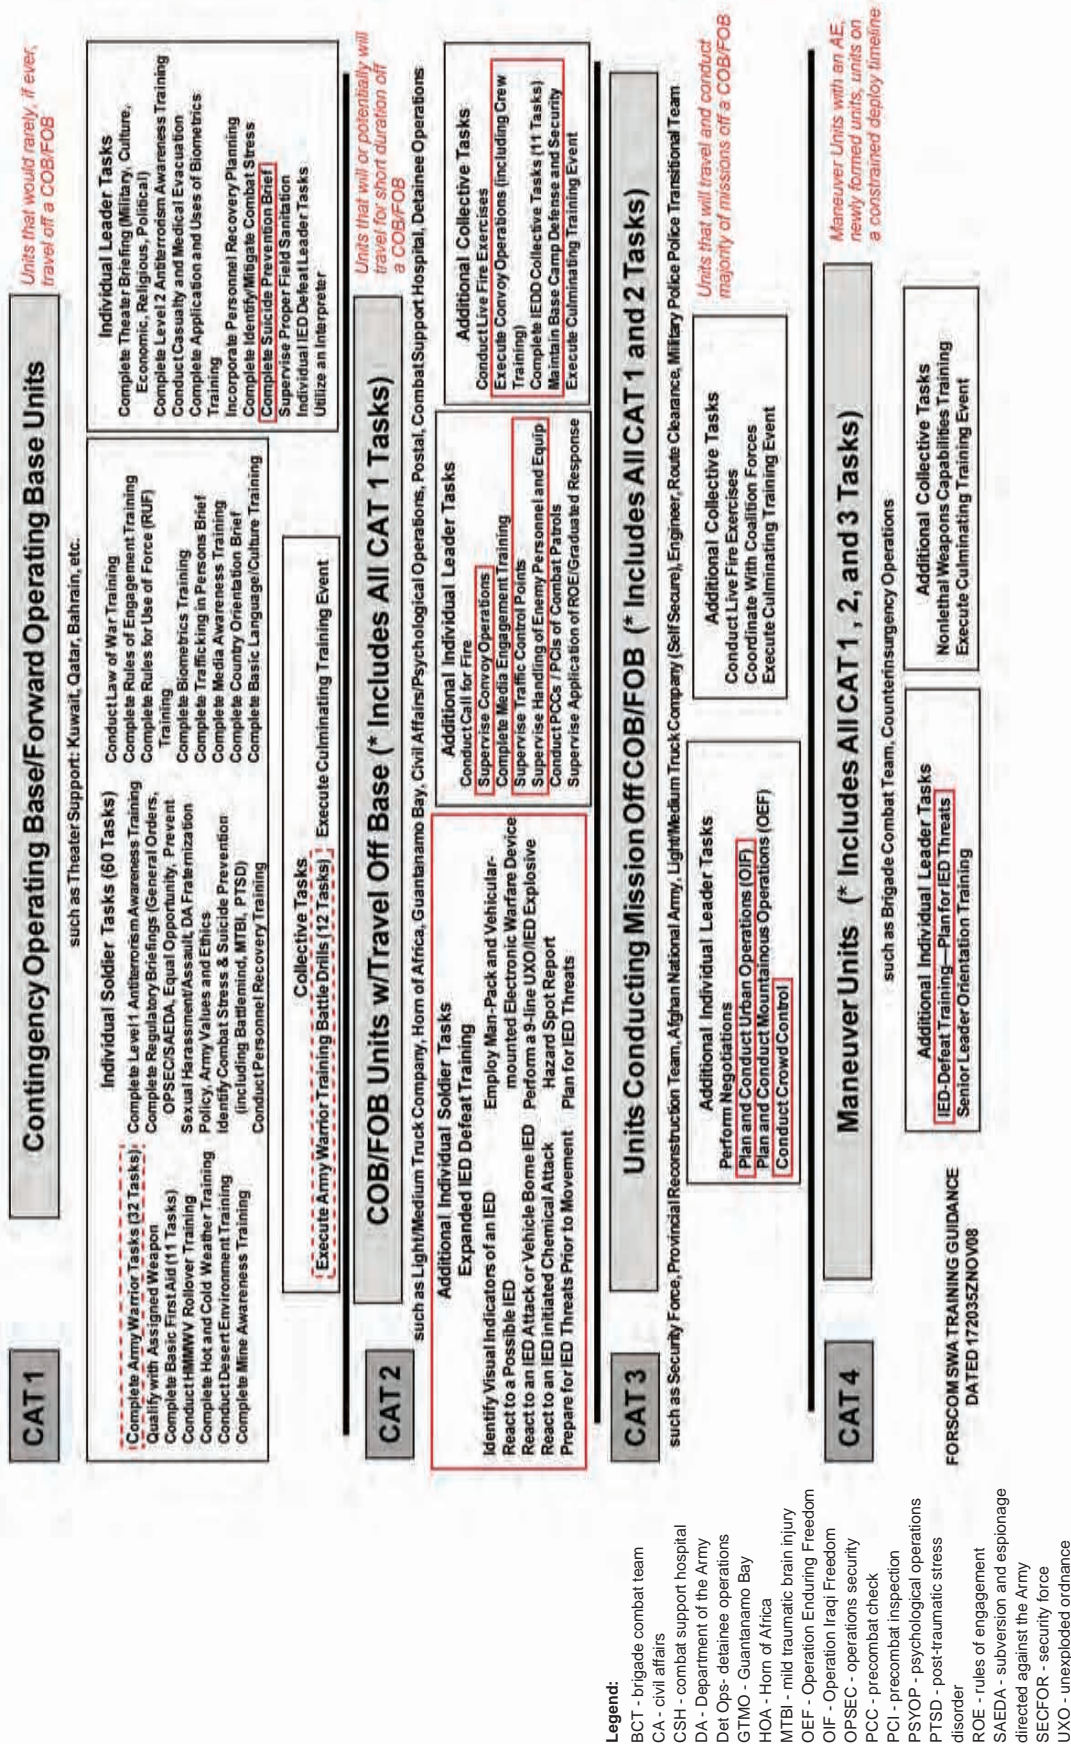 CAT 1
Contingency Operating Base/Forward Operating Base Units
Units that would rarely, if ever,
travel off a COB/FOB
such as Theater Support: Kuwait, Qatar, Bahrain, etc.
Individual Soldier Tasks (60 Tasks)
Complete Army Warrior Tasks (32 Tasks)
Qualify with Assigned Weapon
Complete Basic First Aid (11 Tasks)
Conduct HMMWV Rollover Training
Complete Hot and Cold Weather Training
Conduct Desert Environment Training
Complete Mine Awareness Training
Complete Level 1 Antiterrorism Awareness Training
Complete Regulatory Briefings (General Orders,
OPSEC/SAEDA, Equal Opportunity, Prevent
Sexual Harassment/Assault, DA Fraternization
Policy, Army Values and Ethics
Identify Combat Stress & Suicide Prevention
(including Battlemind, MTBI, PTSD)
Conduct Personnel Recovery Training
Conduct Law of War Training
Complete Rules of Engagement Training
Complete Rules for Use of Force (RUF)
Training
Complete Biometrics Training
Complete Trafficking in Persons Brief
Complete Media Awareness Training
Complete Country Orientation Brief
Complete Basic Language/Culture Training
Individual Leader Tasks
Complete Theater Briefing (Military, Culture,
Economic, Religious, Political)
Complete Level 2 Antiterrorism Awareness Training
Conduct Casualty and Medical Evacuation
Complete Application and Uses of Biometrics
Training
Incorporate Personnel Recovery Planning
Complete Identify/Mitigate Combat Stress
Complete Suicide Prevention Brief
Supervise Proper Field Sanitation
Individual IED Defeat Leader Tasks
Utilize an Interpreter
Collective Tasks
Execute Army Warrior Training Battle Drills (12 Tasks) Execute Culminating Training Event
CAT 2
COB/FOB Units w/Travel Off Base (* Includes All CAT 1 Tasks)
Units that will or potentially will
travel for short duration off
a COB/FOB
such as Light/Medium Truck Company, Horn of Africa, Guantanamo Bay, Civil Affairs/Psychological Operations, Postal, Combat Support Hospital, Detainee Operations
Additional Individual Soldier Tasks
Expanded IED Defeat Training
Identify Visual Indicators of an IED
React to a Possible IED
React to an IED Attack or Vehicle Borne IED
React to an IED initiated Chemical Attack
Prepare for IED Threats Prior to Movement
Employ Man-Pack and Vehicular-
mounted Electronic Warfare Device
Perform a 9-line UXO/IED Explosive
Hazard Spot Report
Plan for IED Threats
Additional Individual Leader Tasks
Conduct Call for Fire
Supervise Convoy Operations
Complete Media Engagement Training
Supervise Traffic Control Points
Supervise Handling of Enemy Personnel and Equip
Conduct PCCs / PCIs of Combat Patrols
Supervise Application of ROE/Graduated Response
Additional Collective Tasks
Conduct Live Fire Exercises
Execute Convoy Operations (including Crew
Training)
Complete IEDD Collective Tasks (11 Tasks)
Maintain Base Camp Defense and Security
Execute Culminating Training Event
CAT 3
Units Conducting Mission Off COB/FOB (* Includes All CAT 1 and 2 Tasks)
such as Security Force, Provincial Reconstruction Team, Afghan National Army, Light/Medium Truck Company (Self Secure), Engineer, Route Clearance, Military Police Transitional Team
Units that will travel and conduct
majority of missions off a COB/FOB
Additional Individual Leader Tasks
Perform Negotiations
Plan and Conduct Urban Operations (OIF)
Plan and Conduct Mountainous Operations (OEF)
Conduct Crowd Control
Additional Collective Tasks
Conduct Live Fire Exercises
Coordinate With Coalition Forces
Execute Culminating Training Event
CAT 4
Maneuver Units (* Includes All CAT 1, 2, and 3 Tasks)
Maneuver Units with an AE,
newly formed units, units on
a constrained deploy timeline
such as Brigade Combat Team, Counterinsurgency Operations
Additional Individual Leader Tasks
IED-Defeat Training—Plan for IED Threats
Senior Leader Orientation Training
Additional Collective Tasks
Nonlethal Weapons Capabilities Training
Execute Culminating Training Event
FORSCOM SWA TRAINING GUIDANCE
DATED 172035ZNOV08
Legend:
BCT - brigade combat team
CA - civil affairs
CSH - combat support hospital
DA - Department of the Army
Det Ops- detainee operations
GTMO - Guantanamo Bay
HOA - Horn of Africa
MTBI - mild traumatic brain injury
OEF - Operation Enduring Freedom
OIF - Operation Iraqi Freedom
OPSEC - operations security
PCC - precombat check
PCI - precombat inspection
PSYOP - psychological operations
PTSD - post-traumatic stress
disorder
ROE - rules of engagement
SAEDA - subversion and espionage
directed against the Army
SECFOR - security force
UXO - unexploded ordnance